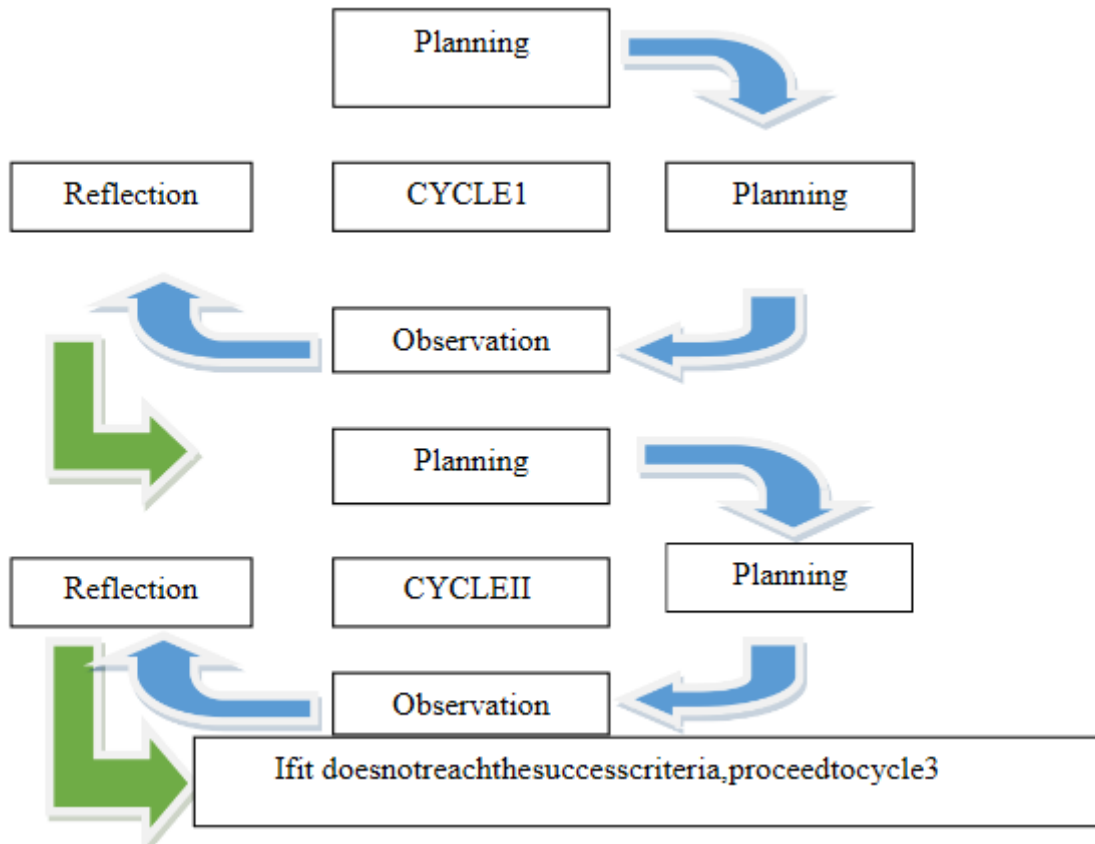 Planning
Reflection
CYCLE1
Planning
Observation
Planning
Reflection
CYCLEII
Planning
Observation
Ifit doesnotreachthesuccesscriteria,proceedtocycle3